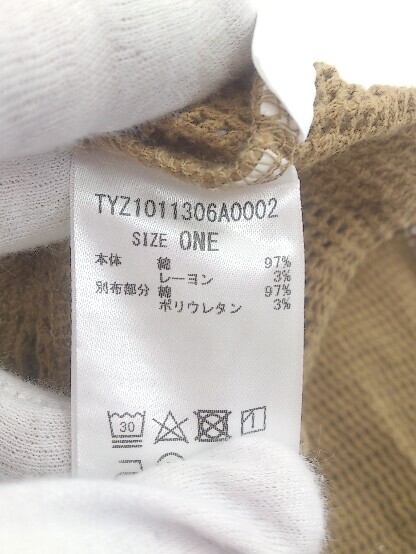 TYZ1011306A0002
SIZE ONE
本体 綿 97%
レーヨン 3%
別布部分 綿 97%
ポリウレタン 3%
30